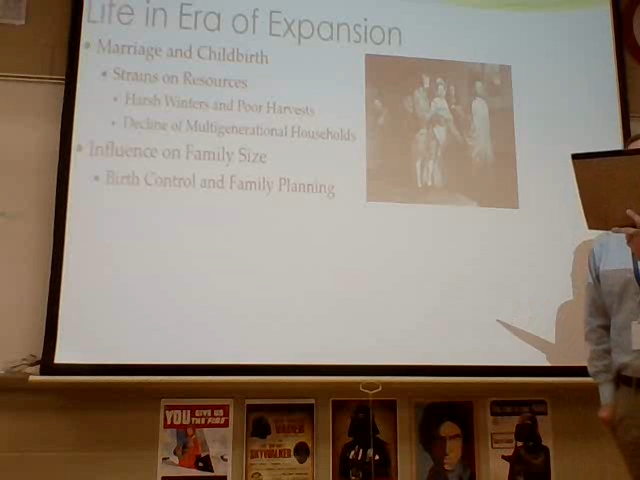 Life in Era of Expansion
Marriage and Childbirth
Strains on Resources
Harsh Winters and Poor Harvests
Decline of Multigenerational Households
Influence on Family Size
Birth Control and Family Planning
YOU GIVE US
THE FIRE
VADER
SKYWALKER